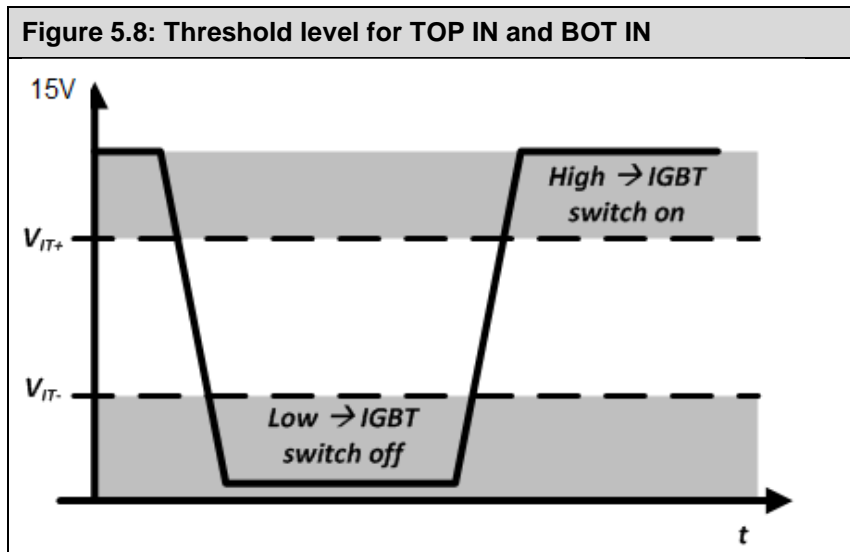 Figure 5.8: Threshold level for TOP IN and BOT IN
15V
High → IGBT
switch on
VIT+
VIT-
Low → IGBT
switch off
t